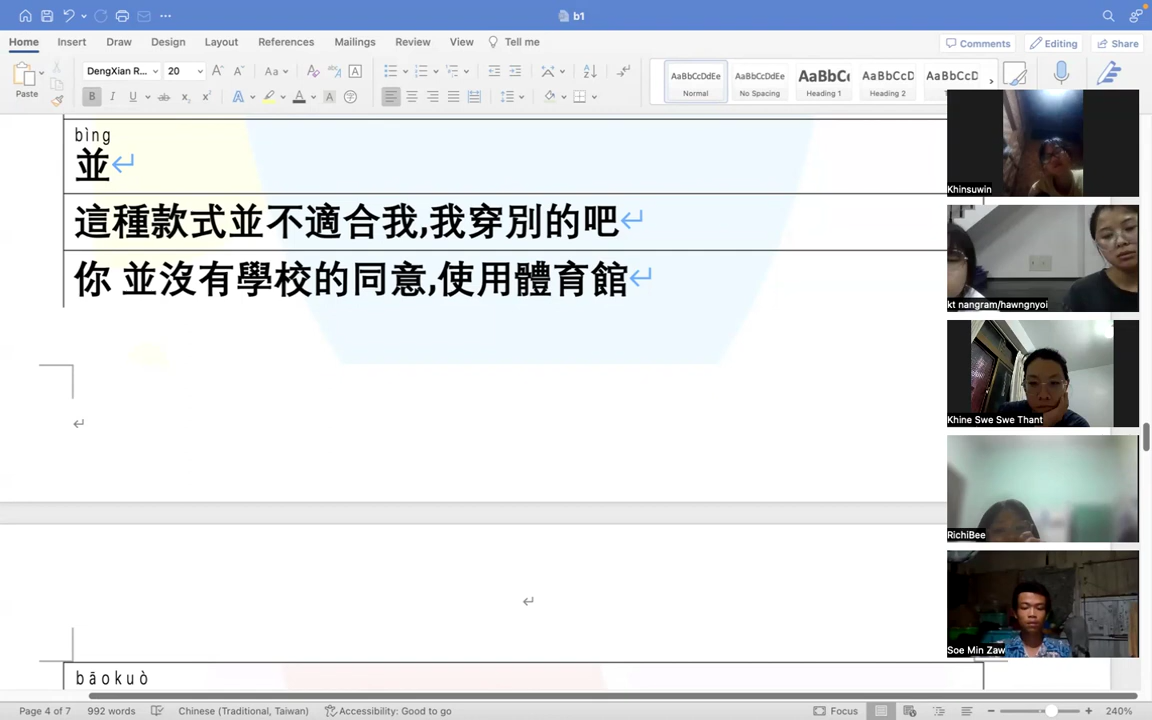 b1
Home Insert Draw Design Layout References Mailings Review View Tell me Comments Editing Share
Paste DengXian R... 20 Aa A
AaBbCcDdEe AaBbCcDdEe AaBbC AaBbCcD AaBbCcD
Normal No Spacing Heading 1 Heading 2
bìng
並
這種款式並不適合我,我穿別的吧
你 並沒有學校的同意,使用體育館
bāokuò
Khinsuwin
kt nangram/hawngnyoi
Khine Swe Swe Thant
RichiBee
Soe Min Zaw
Page 4 of 7 992 words Chinese (Traditional, Taiwan) Accessibility: Good to go Focus 240%